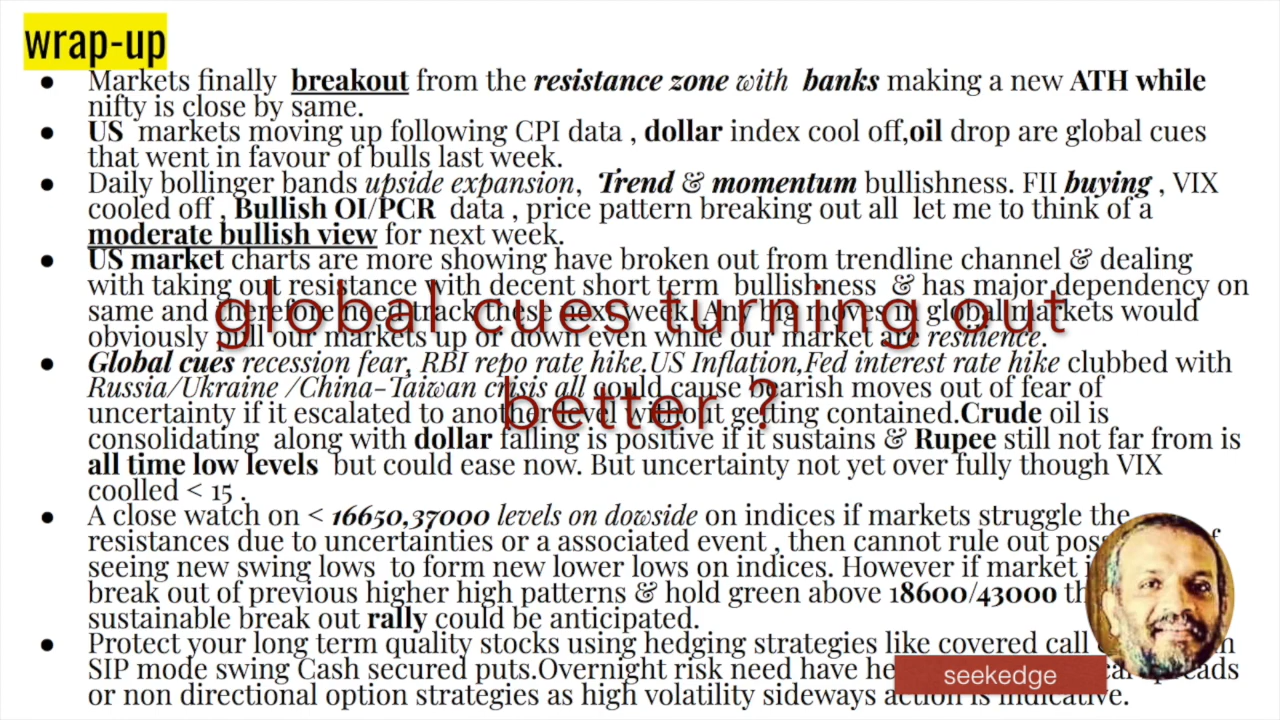 wrap-up
● Markets finally breakout from the resistance zone with banks making a new ATH while
nifty is close by same.
● US markets moving up following CPI data , dollar index cool off,oil drop are global cues
that went in favour of bulls last week.
● Daily bollinger bands upside expansion, Trend & momentum bullishness. FII buying , VIX
cooled off , Bullish OI/PCR data , price pattern breaking out all let me to think of a
moderate bullish view for next week.
● US market charts are more showing have broken out from trendline channel & dealing
with taking out resistance with decent short term bullishness & has major dependency on
same and therefore need track these next week. Any big moves in global markets would
obviously pull our markets up or down even while our market are resilience.
● Global cues recession fear, RBI repo rate hike.US Inflation,Fed interest rate hike clubbed with
Russia/Ukraine /China-Taiwan crisis all could cause bearish moves out of fear of
uncertainty if it escalated to another level without getting contained.Crude oil is
consolidating along with dollar falling is positive if it sustains & Rupee still not far from is
all time low levels but could ease now. But uncertainty not yet over fully though VIX
coolled < 15 .
● A close watch on < 16650,37000 levels on dowside on indices if markets struggle the
resistances due to uncertainties or a associated event , then cannot rule out
seeing new swing lows to form new lower lows on indices. However if market
break out of previous higher high patterns & hold green above 18600/43000
sustainable break out rally could be anticipated.
● Protect your long term quality stocks using hedging strategies like covered call
SIP mode swing Cash secured puts.Overnight risk need have
or non directional option strategies as high volatility sideways action is indicative.
global cues turning out
better ?
seekedge